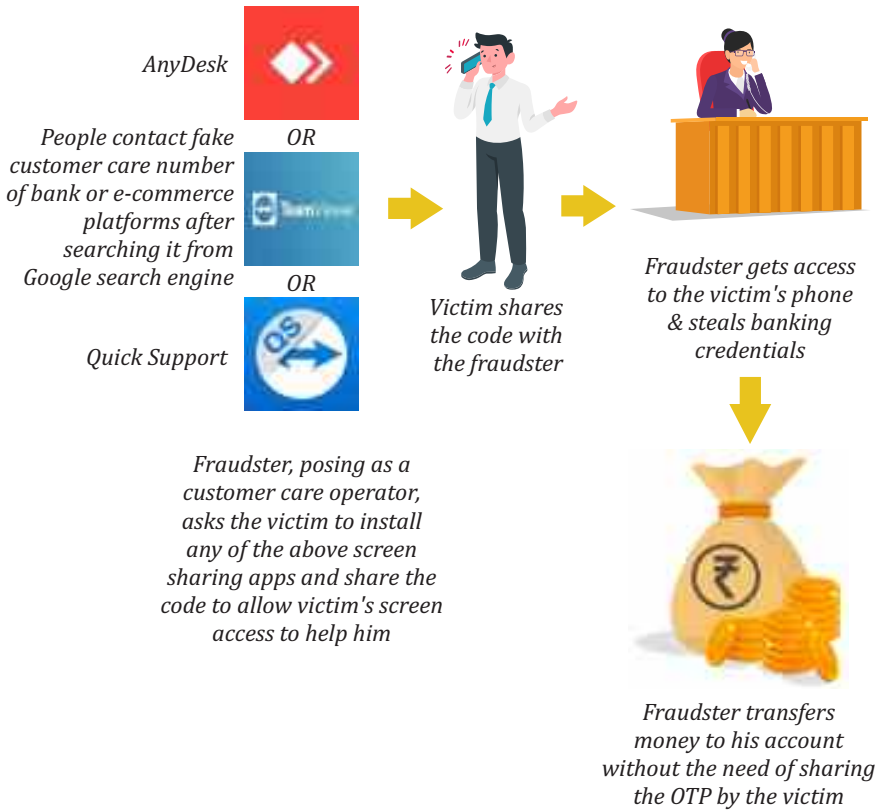 AnyDesk
People contact fake
customer care number
of bank or e-commerce
platforms after
searching it from
Google search engine
Quick Support
OR
TeamViewer
OR
QS
Fraudster, posing as a
customer care operator,
asks the victim to install
any of the above screen
sharing apps and share the
code to allow victim's screen
access to help him
Victim shares
the code with
the fraudster
Fraudster gets access
to the victim's phone
& steals banking
credentials
₹
Fraudster transfers
money to his account
without the need of sharing
the OTP by the victim